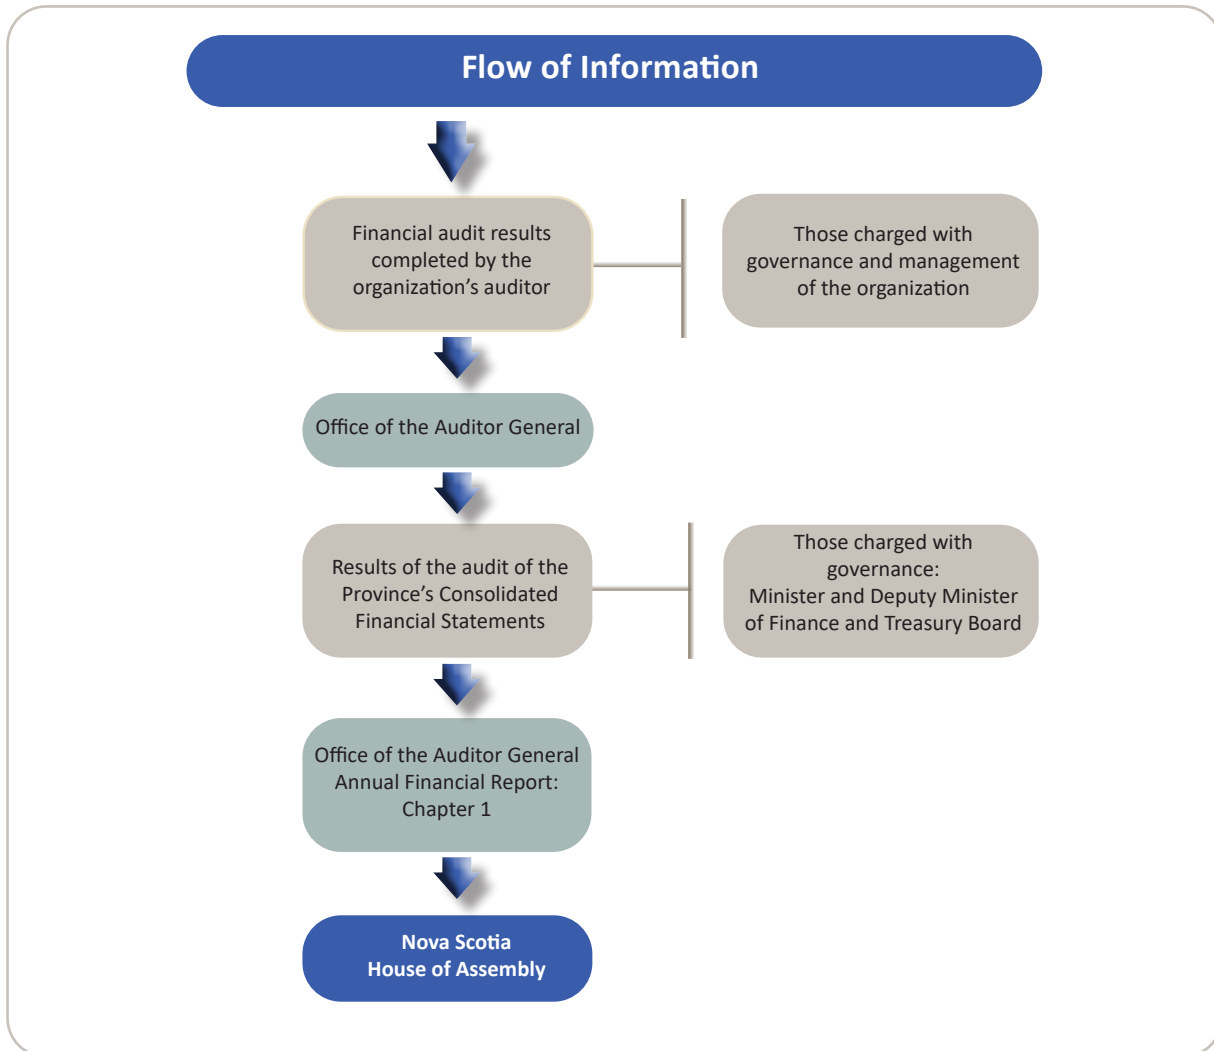 Flow of Information
Financial audit results
completed by the
organization’s auditor
Those charged with
governance and management
of the organization
Office of the Auditor General
Results of the audit of the
Province’s Consolidated
Financial Statements
Those charged with
governance:
Minister and Deputy Minister
of Finance and Treasury Board
Office of the Auditor General
Annual Financial Report:
Chapter 1
Nova Scotia
House of Assembly